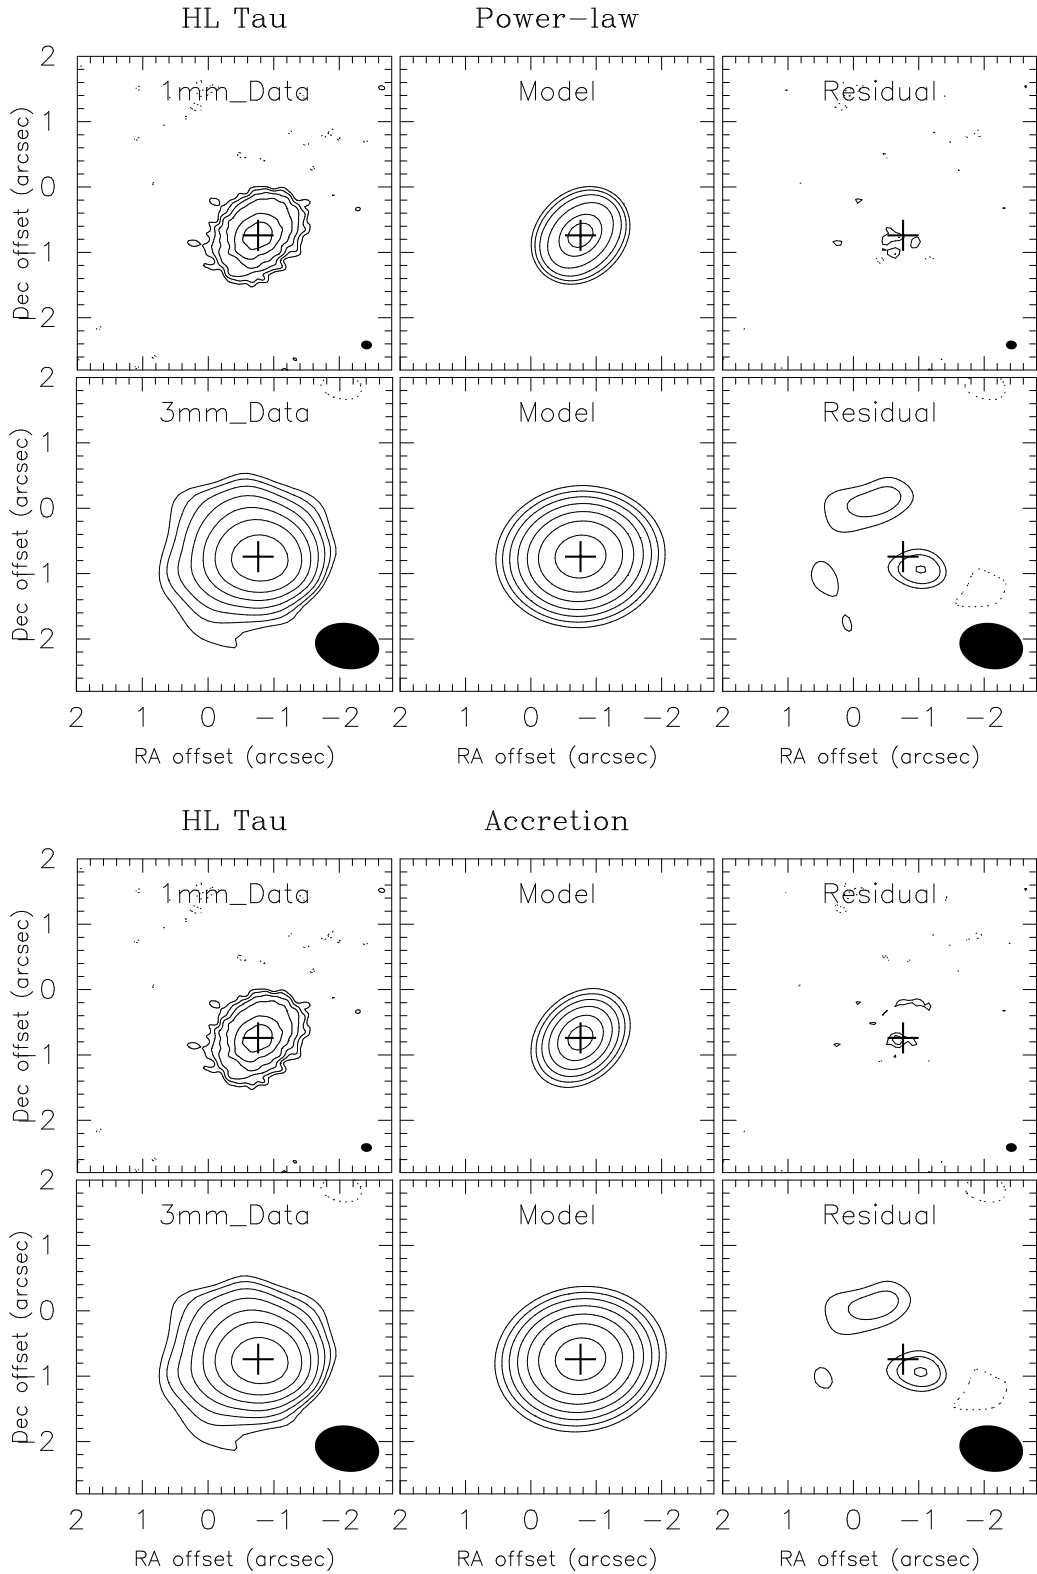 HL Tau Power-law
1mm_Data Model Residual
2
1
0
1
2
Dec offset (arcsec)
3mm_Data Model Residual
2
1
0
1
2
Dec offset (arcsec)
2 1 0 -1 -2 2 1 0 -1 -2 2 1 0 -1 -2
RA offset (arcsec) RA offset (arcsec) RA offset (arcsec)
HL Tau Accretion
1mm_Data Model Residual
2
1
0
1
2
Dec offset (arcsec)
3mm_Data Model Residual
2
1
0
1
2
Dec offset (arcsec)
2 1 0 -1 -2 2 1 0 -1 -2 2 1 0 -1 -2
RA offset (arcsec) RA offset (arcsec) RA offset (arcsec)